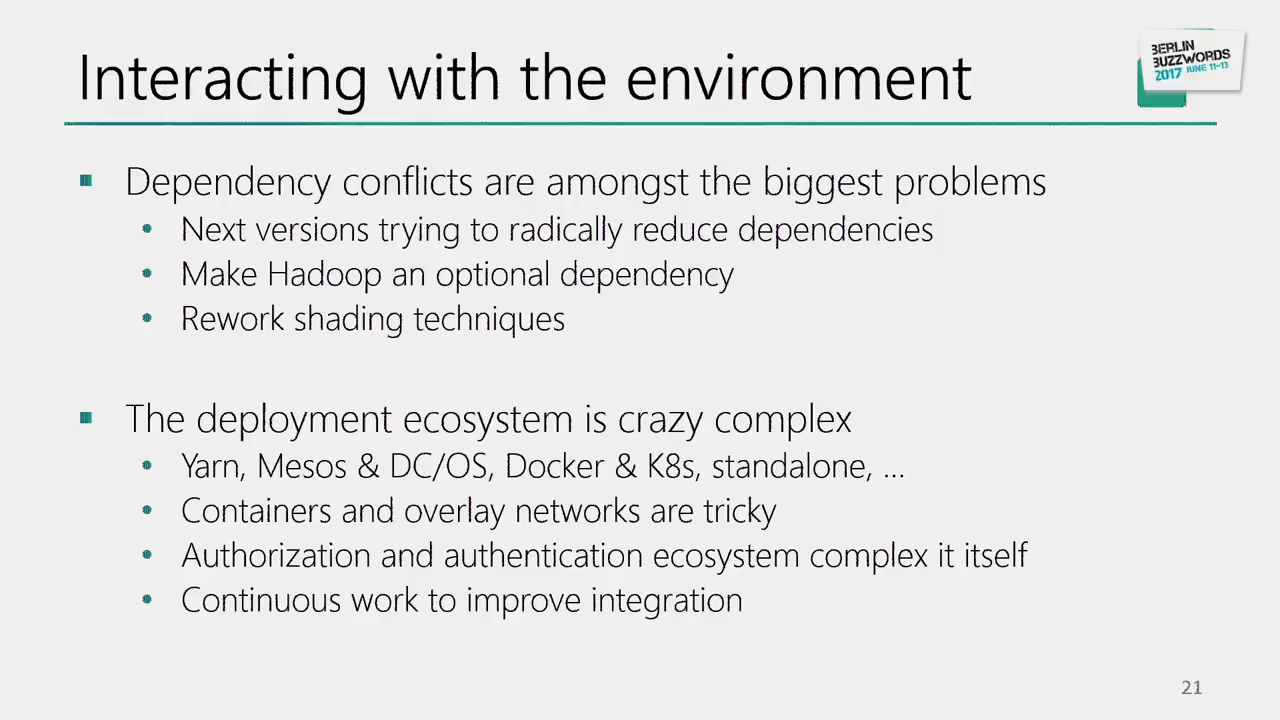 Interacting with the environment
BERLIN
BUZZWORDS
2017 JUNE 11-13
Dependency conflicts are amongst the biggest problems
Next versions trying to radically reduce dependencies
Make Hadoop an optional dependency
Rework shading techniques
The deployment ecosystem is crazy complex
Yarn, Mesos & DC/OS, Docker & K8s, standalone, ...
Containers and overlay networks are tricky
Authorization and authentication ecosystem complex it itself
Continuous work to improve integration
21